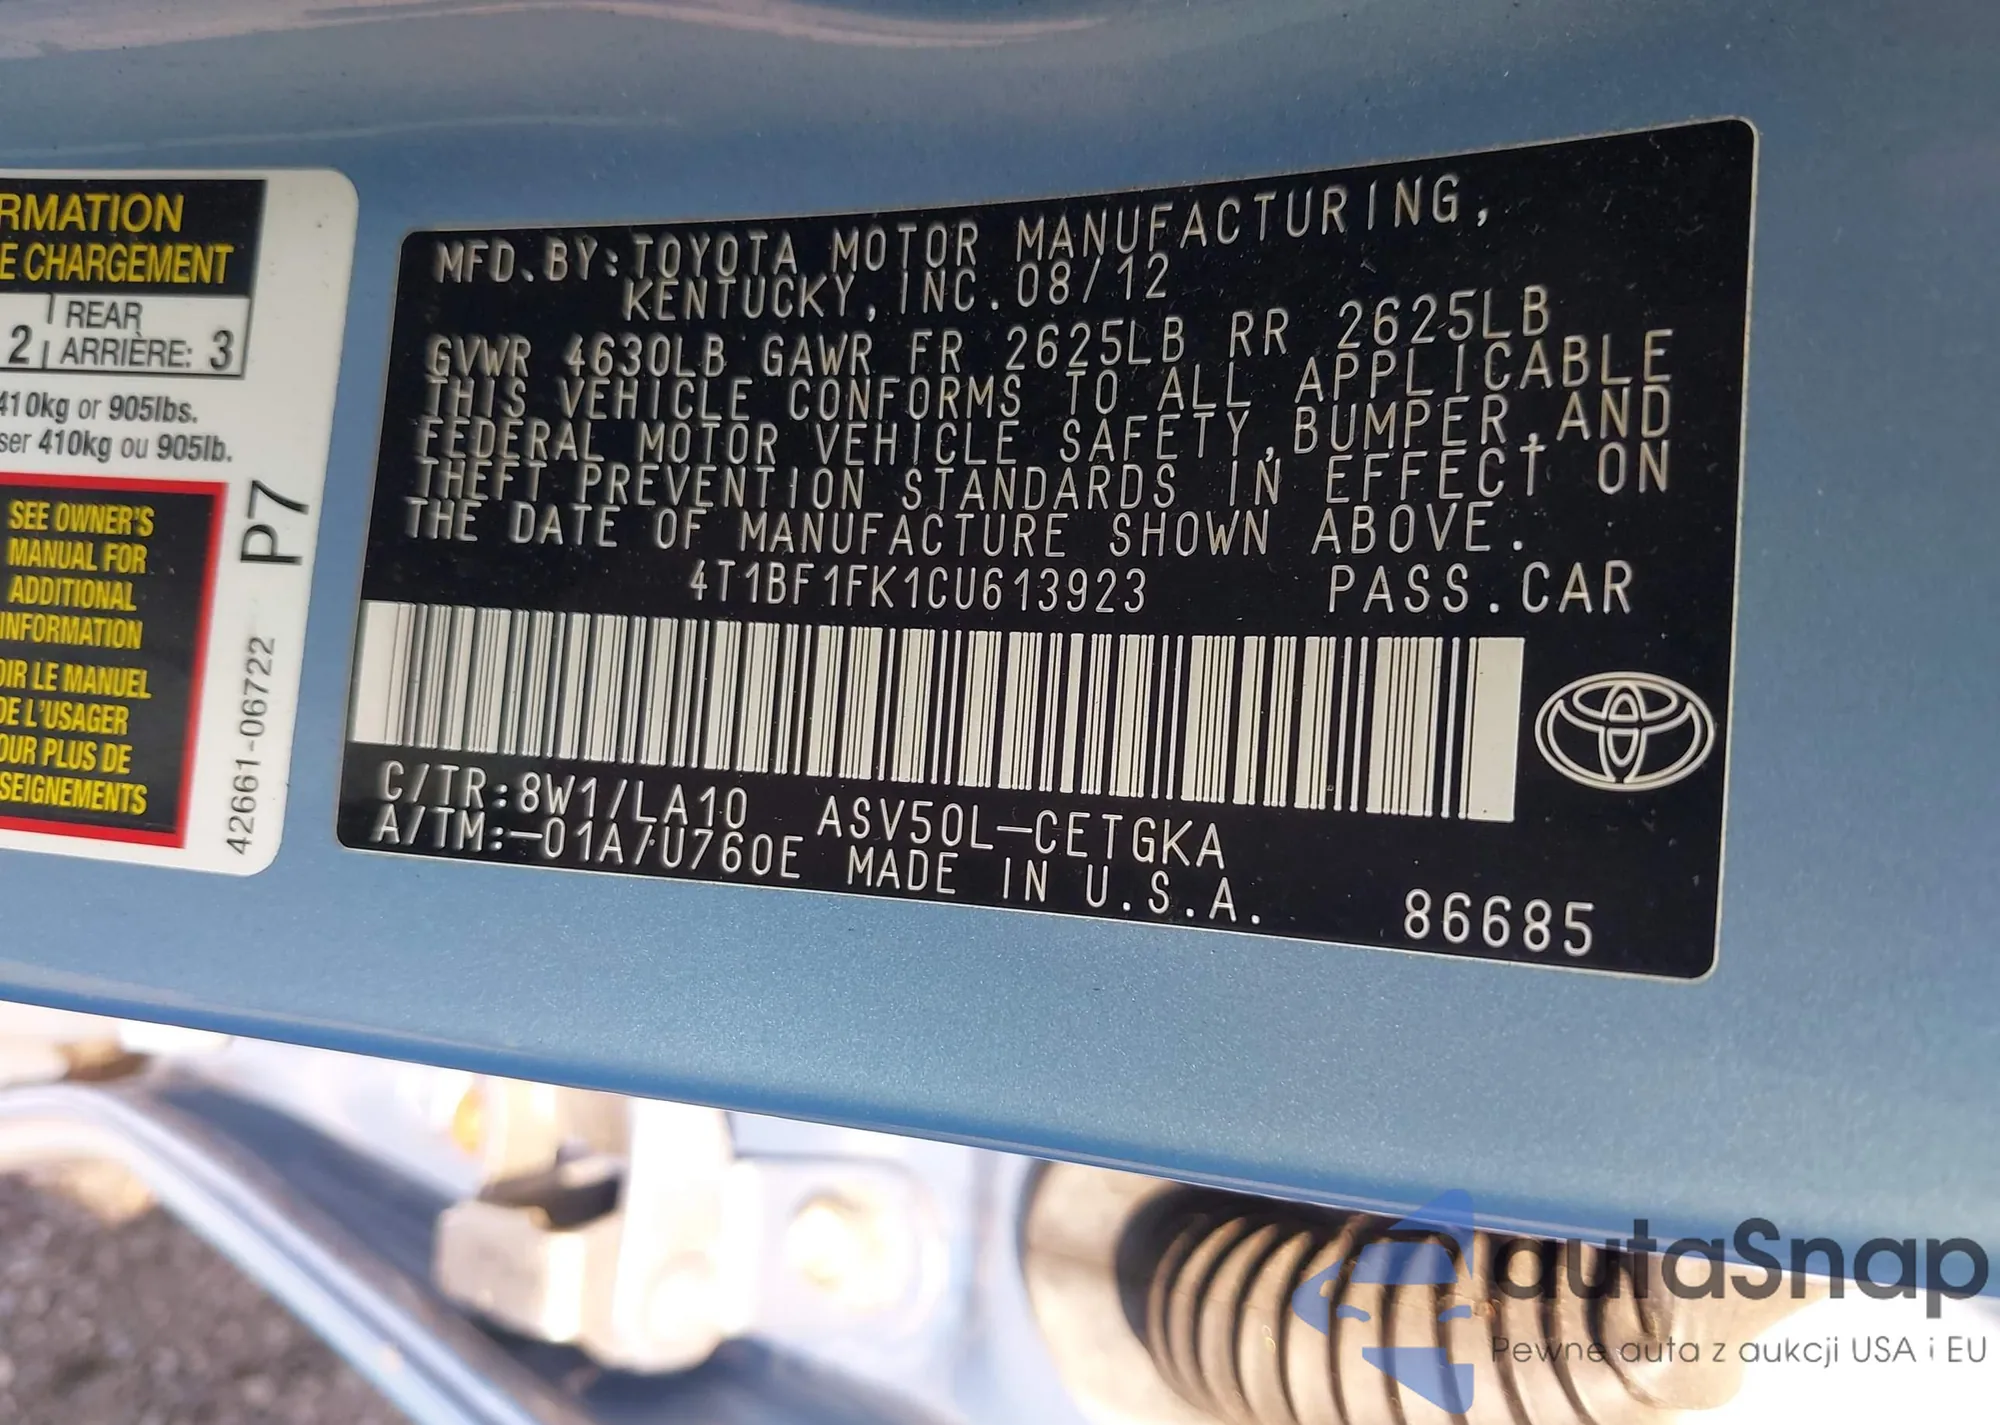 RMATION
E CHARGEMENT
2 REAR ARRIÈRE: 3
410kg or 905lbs.
ser 410kg ou 905lb.
SEE OWNER'S
MANUAL FOR
ADDITIONAL
INFORMATION
OIR LE MANUEL
DE L'USAGER
OUR PLUS DE
SEIGNEMENTS
P7
42661-06722
MFD.BY:TOYOTA MOTOR MANUFACTURING,
KENTUCKY,INC.08/12
GVWR 4630LB GAWR FR 2625LB RR 2625LB
THIS VEHICLE CONFORMS TO ALL APPLICABLE
FEDERAL MOTOR VEHICLE SAFETY,BUMPER,AND
THEFT PREVENTION STANDARDS IN EFFECT ON
THE DATE OF MANUFACTURE SHOWN ABOVE.
4T1BF1FK1CU613923 PASS.CAR
C/TR:8W1/LA10 ASV50L-CETGKA
A/TM:-01A/U760E MADE IN U.S.A.
86685
autaSnap
Pewne auta z aukcji USA i EU